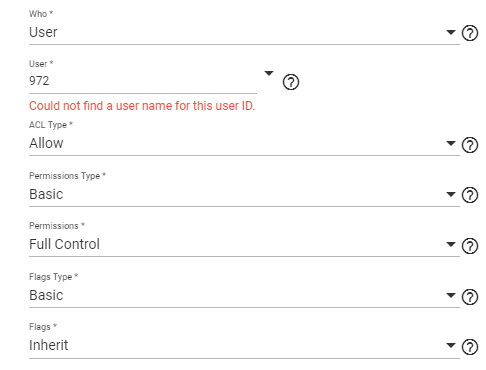 Who *
User
User *
972
Could not find a user name for this user ID.
ACL Type *
Allow
Permissions Type *
Basic
Permissions *
Full Control
Flags Type *
Basic
Flags *
Inherit